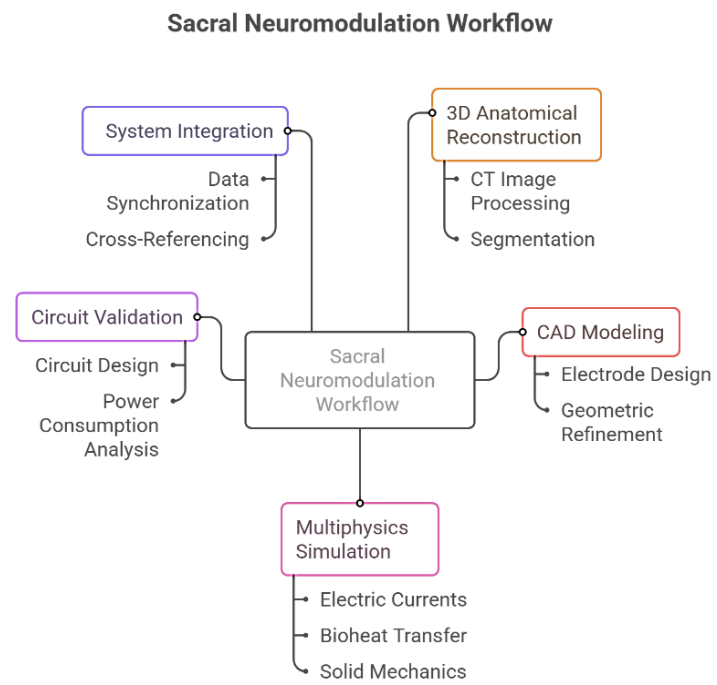 Sacral Neuromodulation Workflow
System Integration
Data
Synchronization
Cross-Referencing
3D Anatomical
Reconstruction
CT Image
Processing
Segmentation
Circuit Validation
Circuit Design
Power
Consumption
Analysis
Sacral
Neuromodulation
Workflow
CAD Modeling
Electrode Design
Geometric
Refinement
Multiphysics
Simulation
Electric Currents
Bioheat Transfer
Solid Mechanics